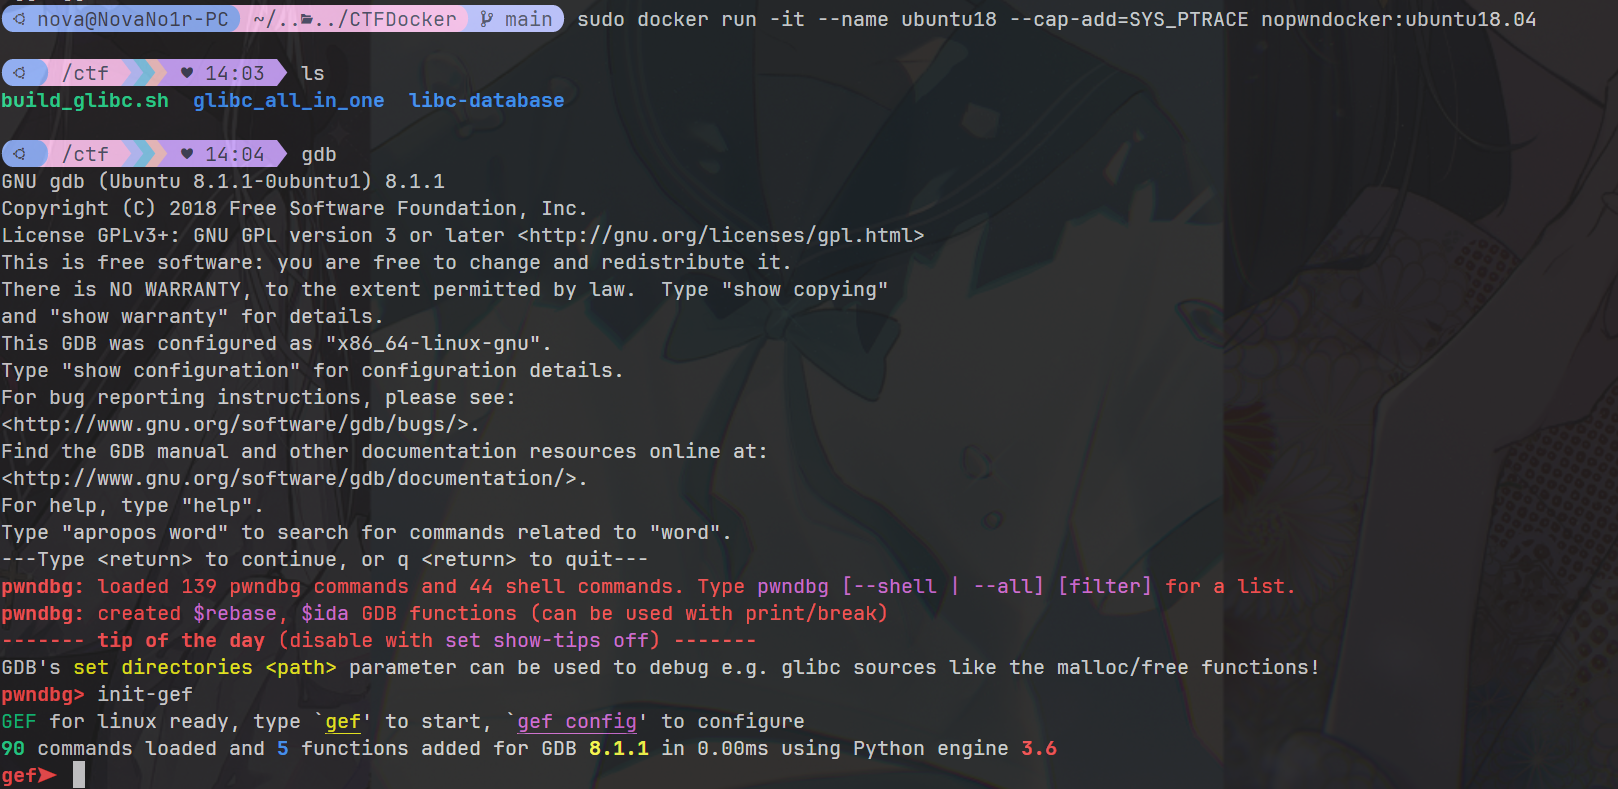 nova@NovaNo1r-PC ~/../../CTFDocker main sudo docker run -it --name ubuntu18 --cap-add=SYS_PTRACE nopwndocker:ubuntu18.04
/ctf ♥ 14:03 ls
build_glibc.sh glibc_all_in_one libc-database
/ctf ♥ 14:04 gdb
GNU gdb (Ubuntu 8.1.1-0ubuntu1) 8.1.1
Copyright (C) 2018 Free Software Foundation, Inc.
License GPLv3+: GNU GPL version 3 or later <http://gnu.org/licenses/gpl.html>
This is free software: you are free to change and redistribute it.
There is NO WARRANTY, to the extent permitted by law.  Type "show copying"
and "show warranty" for details.
This GDB was configured as "x86_64-linux-gnu".
Type "show configuration" for configuration details.
For bug reporting instructions, please see:
<http://www.gnu.org/software/gdb/bugs/>.
Find the GDB manual and other documentation resources online at:
<http://www.gnu.org/software/gdb/documentation/>.
For help, type "help".
Type "apropos word" to search for commands related to "word".
---Type <return> to continue, or q <return> to quit---
pwndbg: loaded 139 pwndbg commands and 44 shell commands. Type pwndbg [--shell | --all] [filter] for a list.
pwndbg: created $rebase, $ida GDB functions (can be used with print/break)
------- tip of the day (disable with set show-tips off) -------
GDB's set directories <path> parameter can be used to debug e.g. glibc sources like the malloc/free functions!
pwndbg> init-gef
GEF for linux ready, type `gef' to start, `gef config' to configure
90 commands loaded and 5 functions added for GDB 8.1.1 in 0.00ms using Python engine 3.6
gef➤